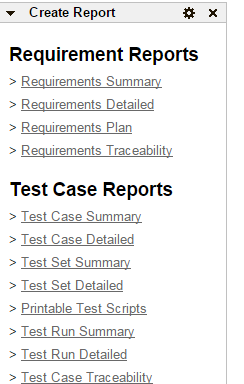 Create Report
Requirement Reports
> Requirements Summary
> Requirements Detailed
> Requirements Plan
> Requirements Traceability
Test Case Reports
> Test Case Summary
> Test Case Detailed
> Test Set Summary
> Test Set Detailed
> Printable Test Scripts
> Test Run Summary
> Test Run Detailed
> Test Case Traceability